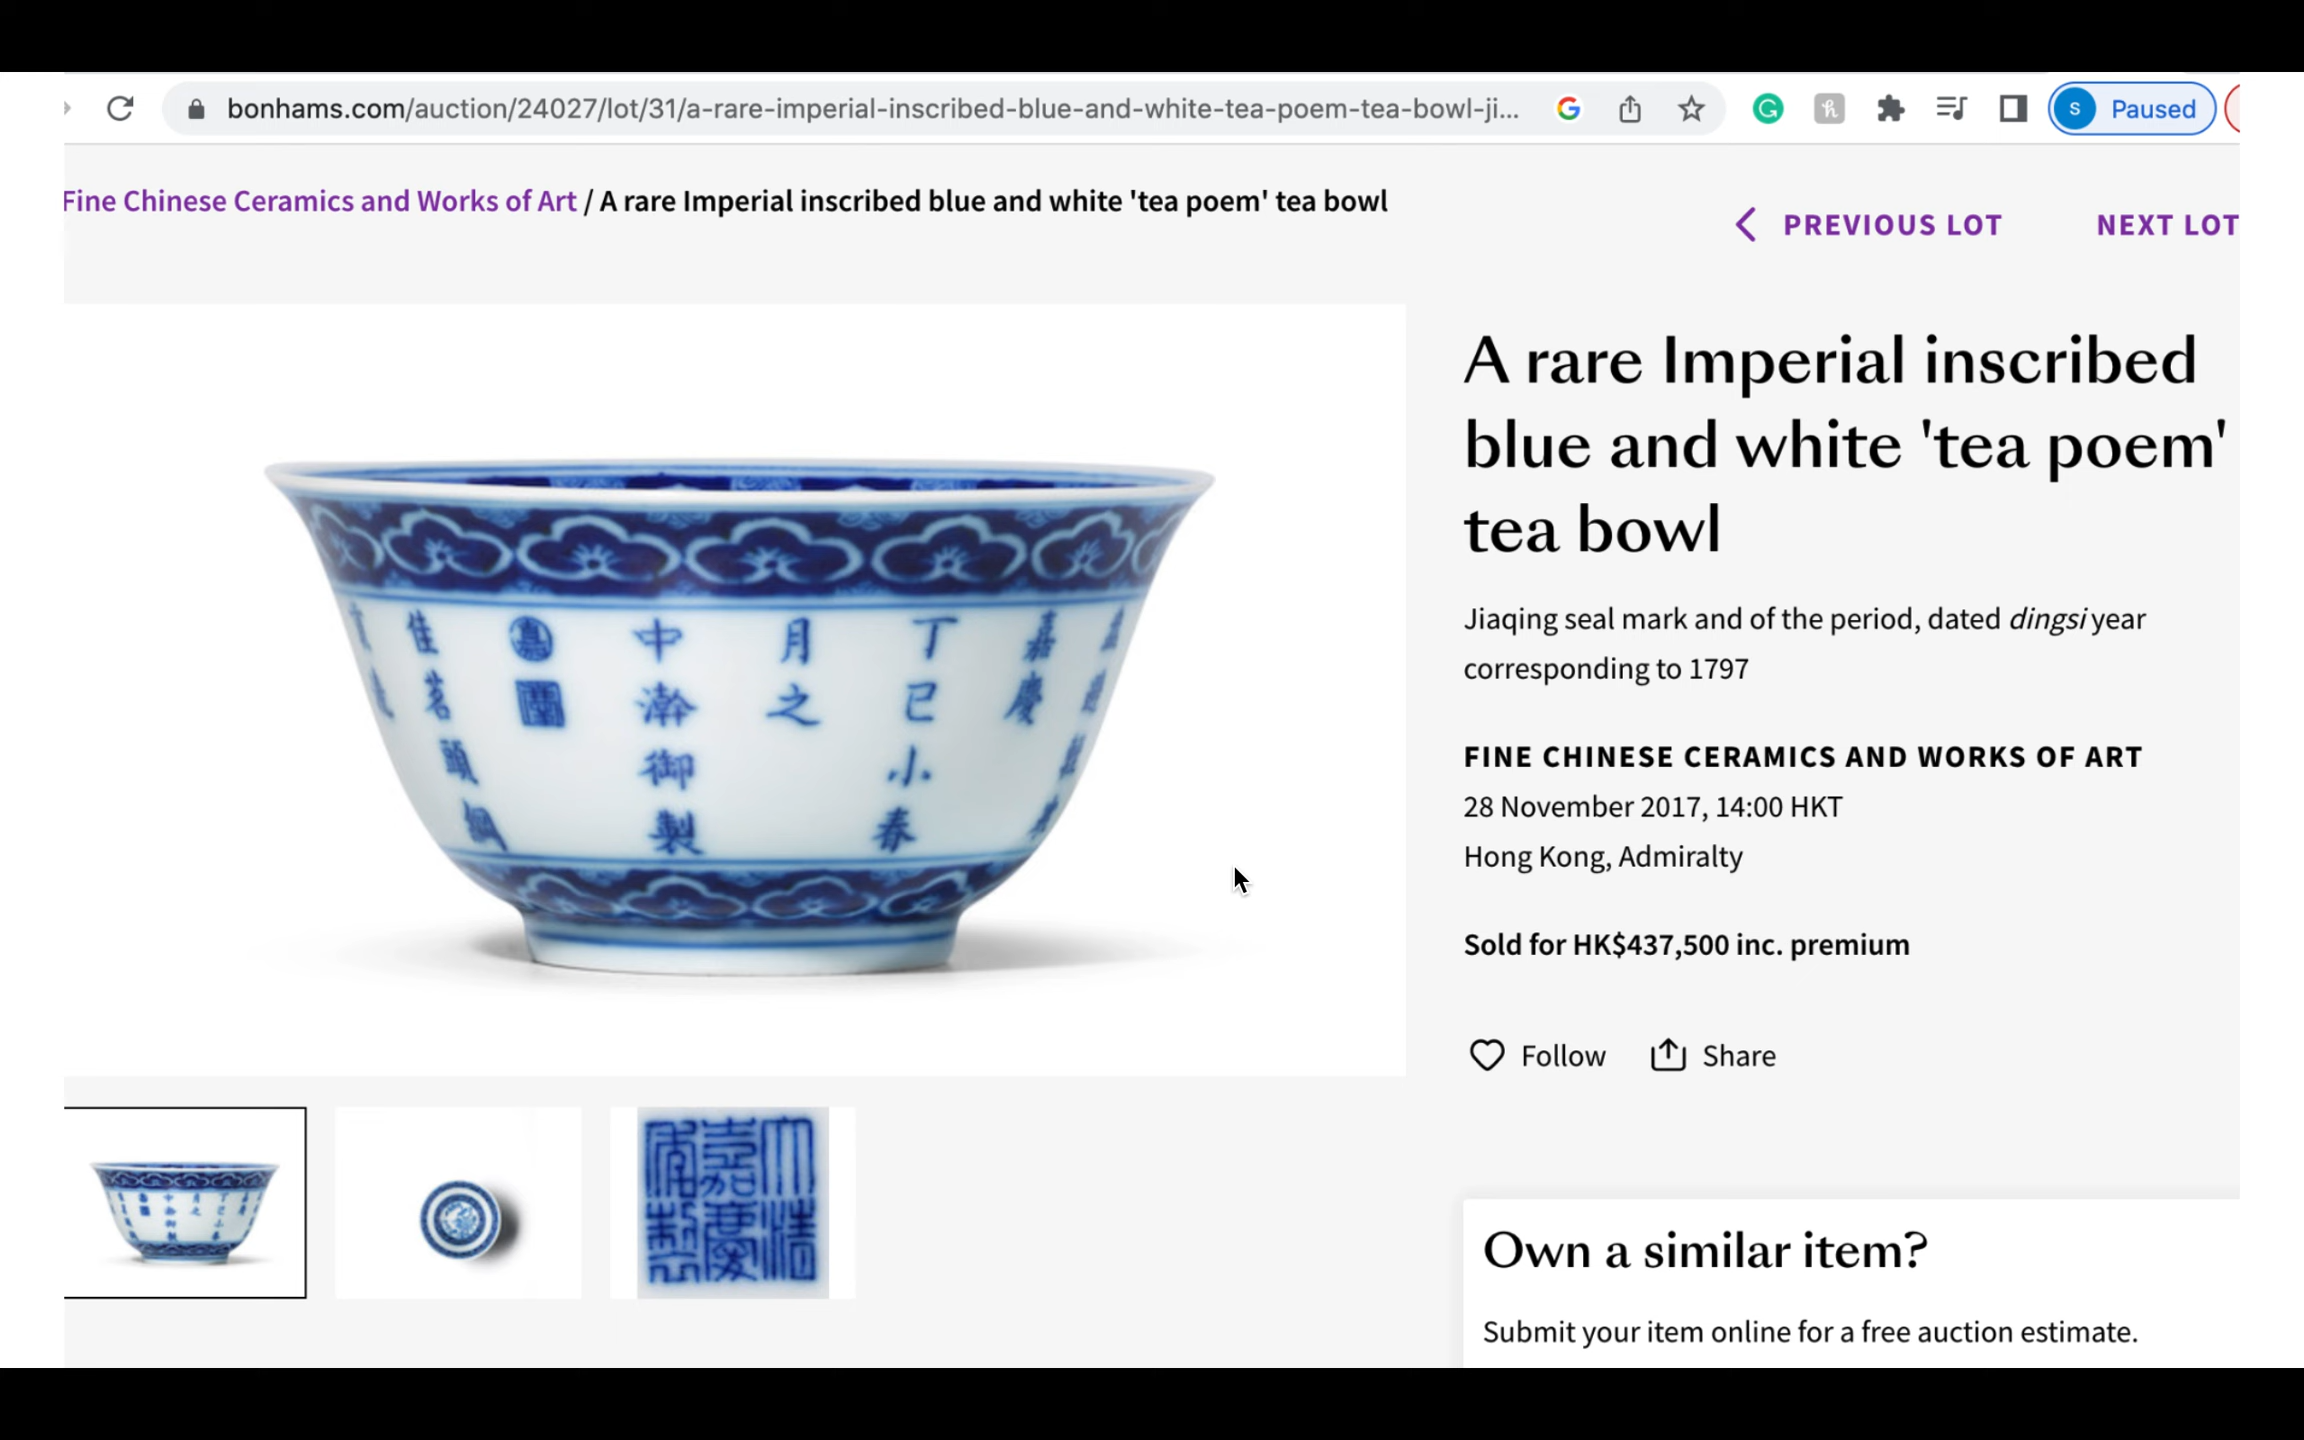 bonhams.com/auction/24027/lot/31/a-rare-imperial-inscribed-blue-and-white-tea-poem-tea-bowl-ji...
S Paused
Fine Chinese Ceramics and Works of Art / A rare Imperial inscribed blue and white 'tea poem' tea bowl
PREVIOUS LOT
NEXT LOT
嘉慶
丁巳小春
月之
中瀚御製
嘉
佳茗頭綱
A rare Imperial inscribed
blue and white 'tea poem'
tea bowl
Jiaqing seal mark and of the period, dated dingsi year
corresponding to 1797
FINE CHINESE CERAMICS AND WORKS OF ART
28 November 2017, 14:00 HKT
Hong Kong, Admiralty
Sold for HK$437,500 inc. premium
Follow
Share
大清
嘉慶
年製
Own a similar item?
Submit your item online for a free auction estimate.